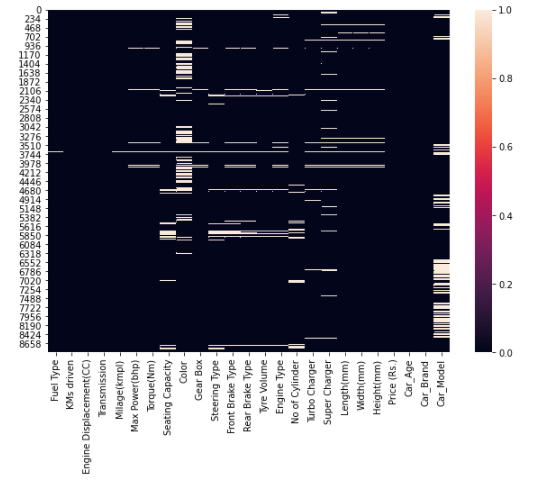 0
234
468
702
936
1170
1404
1638
1872
2106
2340
2574
2808
3042
3276
3510
3744
3978
4212
4446
4680
4914
5148
5382
5616
5850
6084
6318
6552
6786
7020
7254
7488
7722
7956
8190
8424
8658
Fuel Type
KMs driven
Engine Displacement(CC)
Transmission
Milage(kmpl)
Max Power(bhp)
Torque(Nm)
Seating Capacity
Color
Gear Box
Steering Type
Front Brake Type
Rear Brake Type
Tyre Volume
Engine Type
No of Cylinder
Turbo Charger
Super Charger
Length(mm)
Width(mm)
Height(mm)
Price (Rs.)
Car_Age
Car_Brand
Car_Model
1.0
0.8
0.6
0.4
0.2
0.0